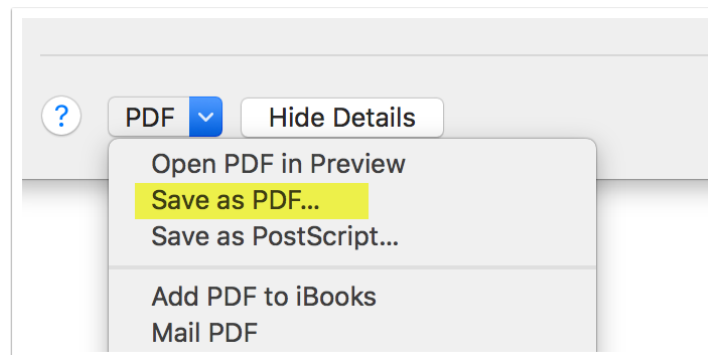 ? PDF Hide Details
Open PDF in Preview
Save as PDF...
Save as PostScript...
Add PDF to iBooks
Mail PDF